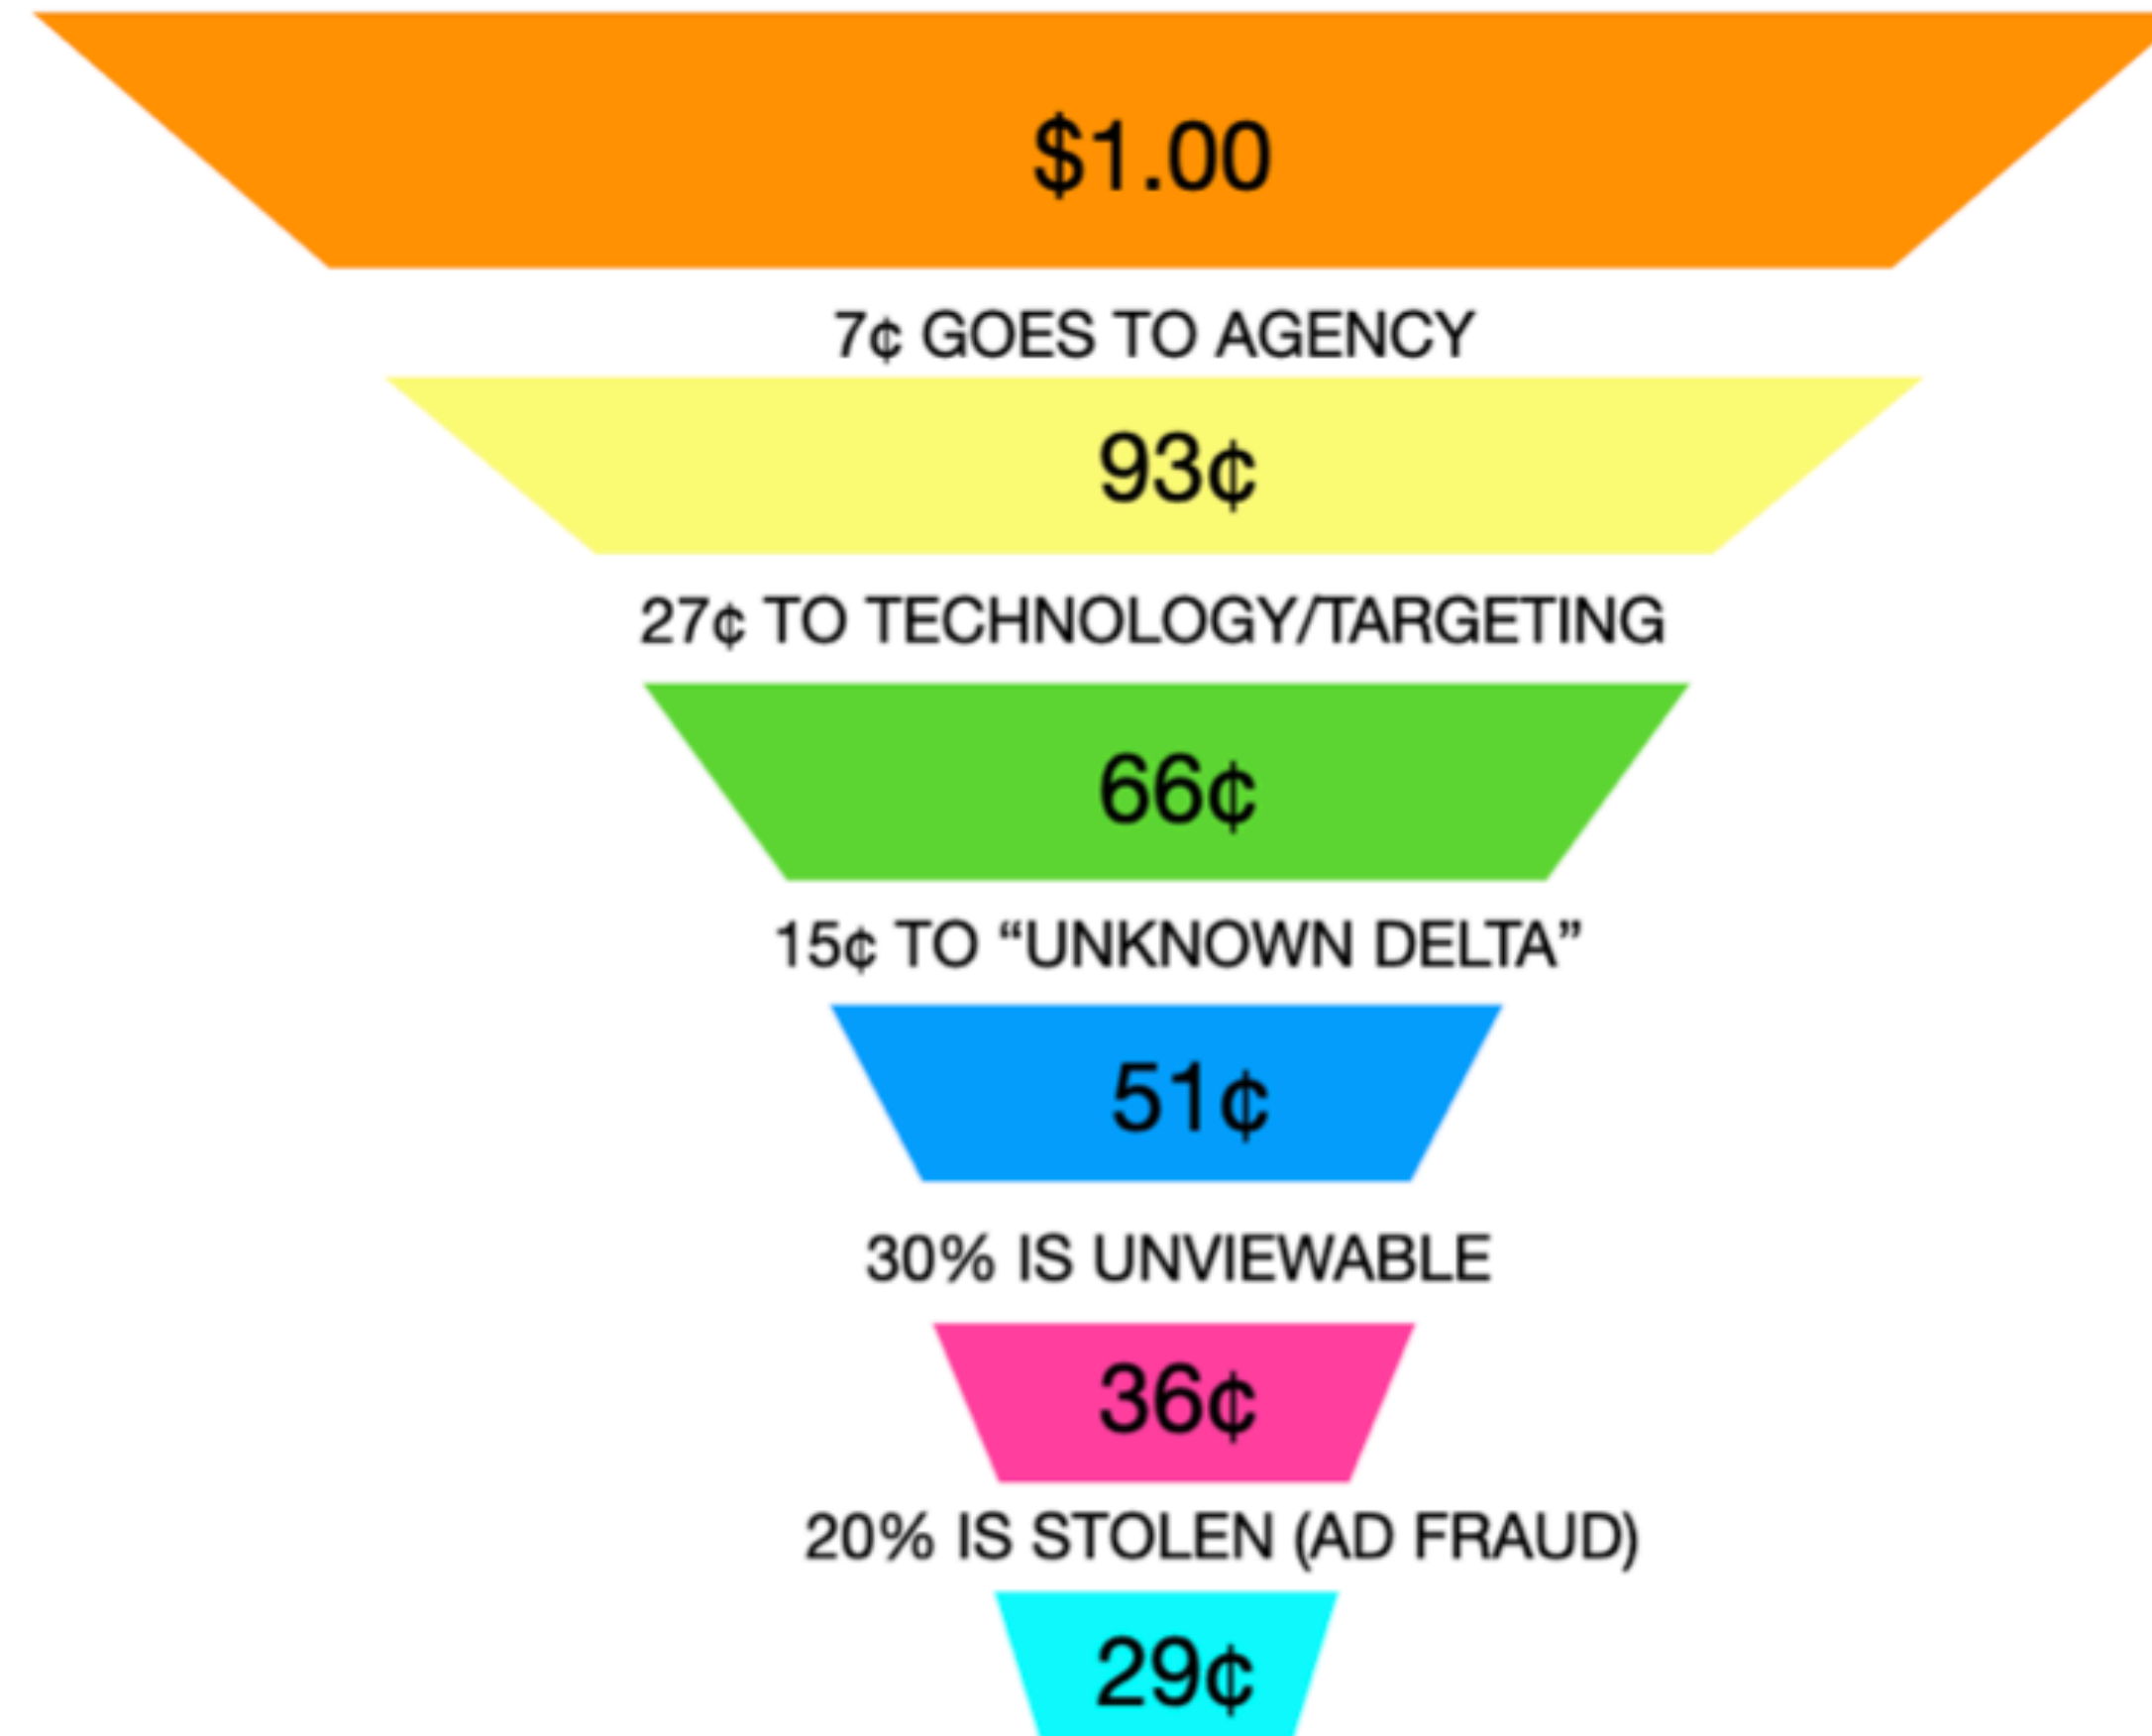 $1.00
7¢ GOES TO AGENCY
93¢
27¢ TO TECHNOLOGY/TARGETING
66¢
15¢ TO “UNKNOWN DELTA”
51¢
30% IS UNVIEWABLE
36¢
20% IS STOLEN (AD FRAUD)
29¢